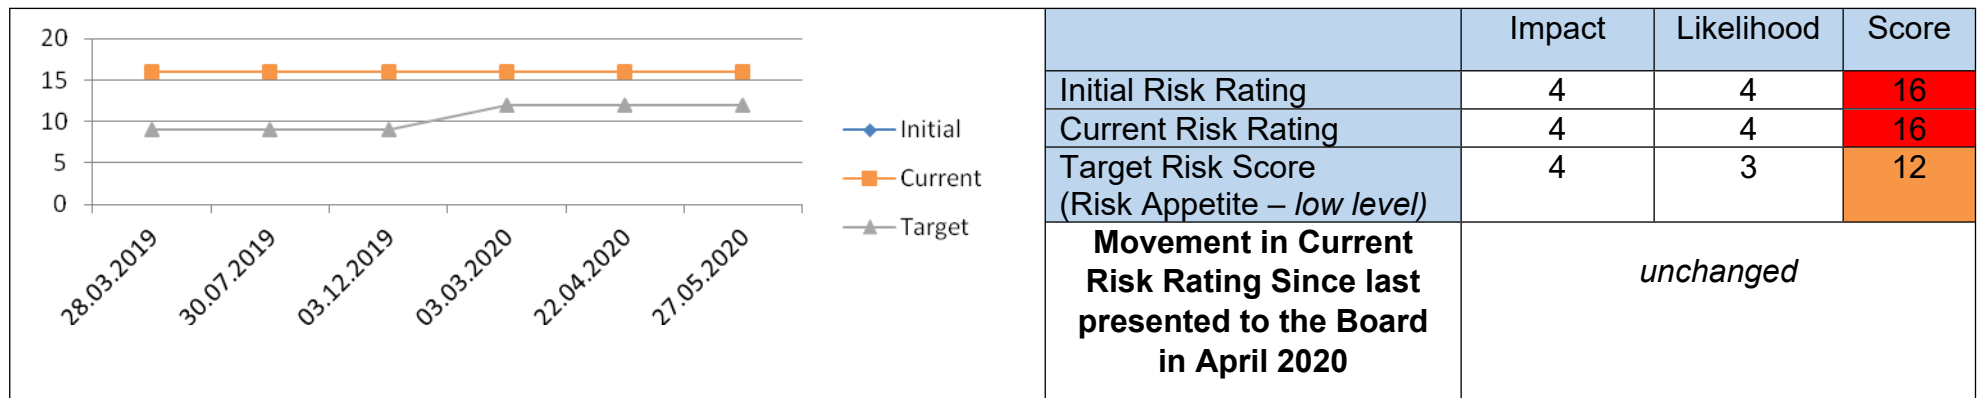 20
15
10
5
0
28.03.2019
30.07.2019
03.12.2019
03.03.2020
22.04.2020
27.05.2020
Initial
Current
Target
Impact Likelihood Score
Initial Risk Rating 4 4 16
Current Risk Rating 4 4 16
Target Risk Score 4 3 12
(Risk Appetite – low level)
Movement in Current
Risk Rating Since last
presented to the Board
in April 2020
unchanged